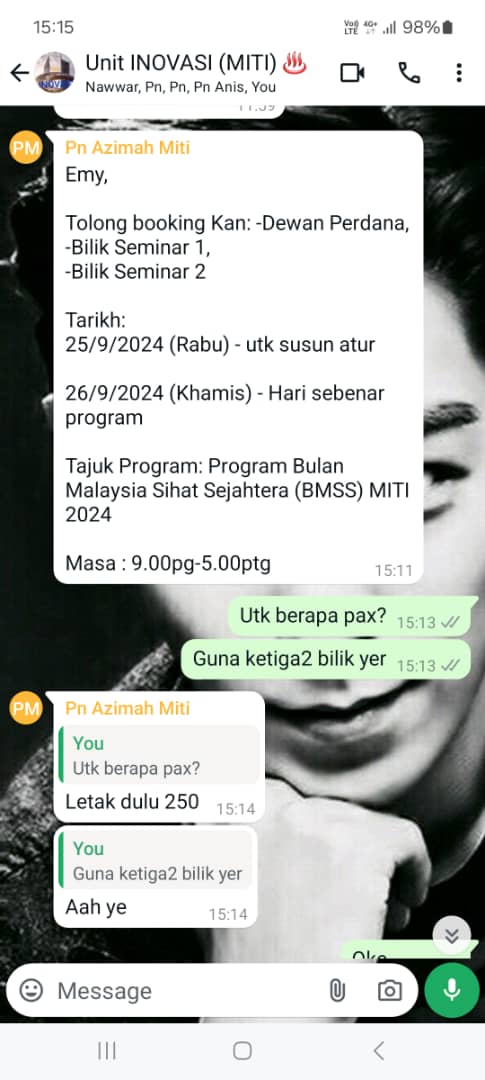 15:15
Vo)) 4G+ 98%
LTE
Unit INOVASI (MITI) ♨️
Nawwar, Pn, Pn, Pn Anis, You
11:59
PM
Pn Azimah Miti
Emy,
Tolong booking Kan: -Dewan Perdana,
-Bilik Seminar 1,
-Bilik Seminar 2
Tarikh:
25/9/2024 (Rabu) - utk susun atur
26/9/2024 (Khamis) - Hari sebenar
program
Tajuk Program: Program Bulan
Malaysia Sihat Sejahtera (BMSS) MITI
2024
Masa : 9.00pg-5.00ptg
15:11
Utk berapa pax? 15:13
Guna ketiga2 bilik yer 15:13
PM
Pn Azimah Miti
You
Utk berapa pax?
Letak dulu 250 15:14
You
Guna ketiga2 bilik yer
Aah ye 15:14
Oke
Message